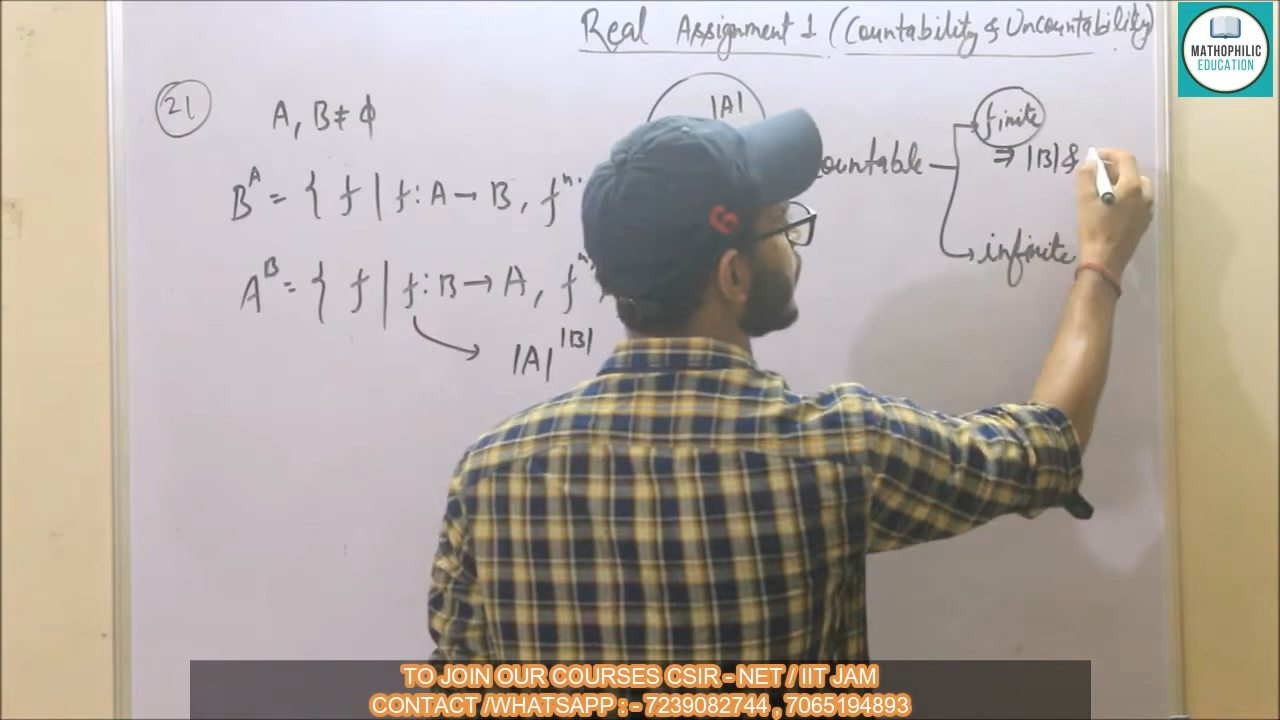 Real Assignment 1 (Countability & Uncountability)
MATHOPHILIC
EDUCATION
21
A, B ≠ ϕ
|A|
finite
countable
⇒ |B| &
B^A = { f | f: A → B, f^n.
infinite
A^B = { f | f: B → A, f^n.
|A|^|B|
TO JOIN OUR COURSES CSIR - NET / IIT JAM
CONTACT /WHATSAPP : - 7239082744 , 7065194893